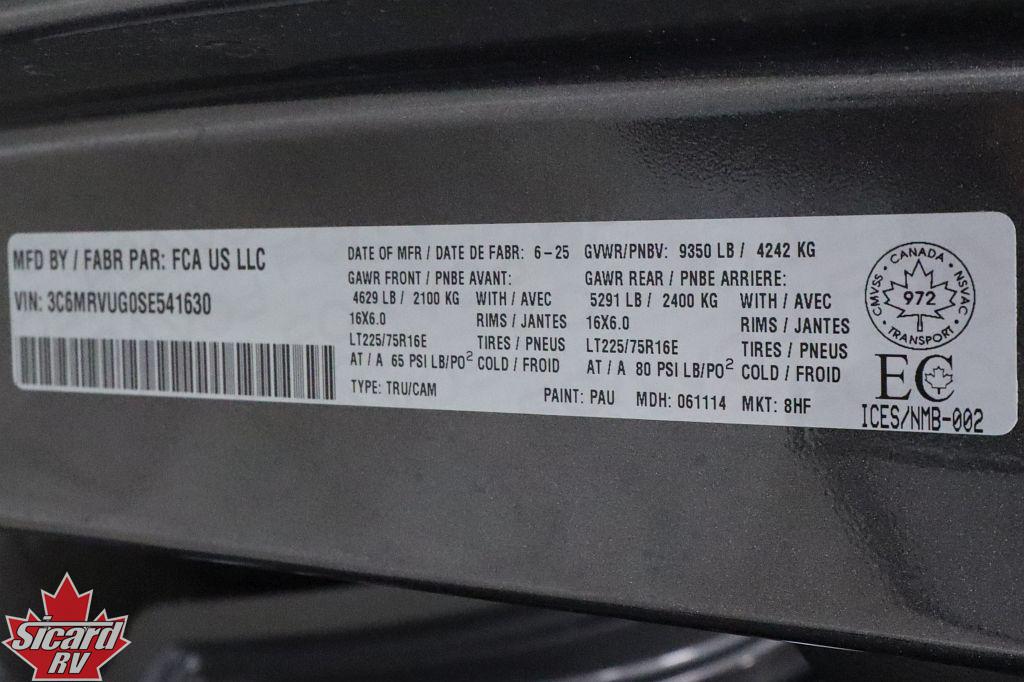 MFD BY / FABR PAR: FCA US LLC
VIN: 3C6MRVUG0SE541630
DATE OF MFR / DATE DE FABR: 6-25 GVWR/PNBV: 9350 LB / 4242 KG
GAWR FRONT / PNBE AVANT: GAWR REAR / PNBE ARRIERE:
4629 LB / 2100 KG WITH / AVEC 5291 LB / 2400 KG WITH / AVEC
16X6.0 RIMS / JANTES 16X6.0 RIMS / JANTES
LT225/75R16E TIRES / PNEUS LT225/75R16E TIRES / PNEUS
AT / A 65 PSI LB/PO² COLD / FROID AT / A 80 PSI LB/PO² COLD / FROID
TYPE: TRU/CAM PAINT: PAU MDH: 061114 MKT: 8HF
CMVSS · CANADA · NSVAC
972
· TRANSPORT ·
EC
ICES/NMB-002
Sicard
RV